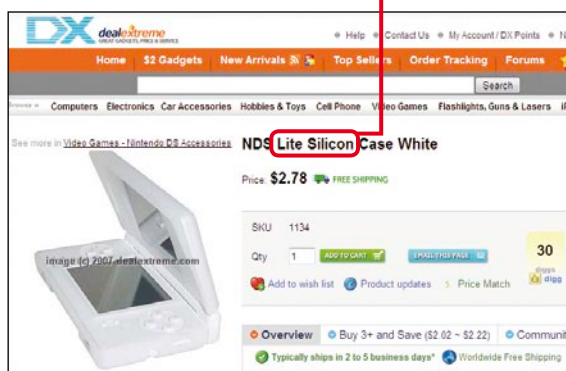 DX dealextreme
GREAT GADGETS, PRICE & SERVICE
Help Contact Us My Account / DX Points
Home $2 Gadgets New Arrivals Top Sellers Order Tracking Forums
Search
Browse » Computers Electronics Car Accessories Hobbies & Toys Cell Phone Video Games Flashlights, Guns & Lasers
See more in Video Games - Nintendo DS Accessories
NDS Lite Silicon Case White
Price: $2.78 FREE SHIPPING
SKU 1134
Qty 1 ADD TO CART EMAIL THIS PAGE
30
diggs
digg
image (c) 2007 dealextreme.com
Add to wish list Product updates Price Match
Overview Buy 3+ and Save ($2.02 ~ $2.22) Communit
Typically ships in 2 to 5 business days* Worldwide Free Shipping